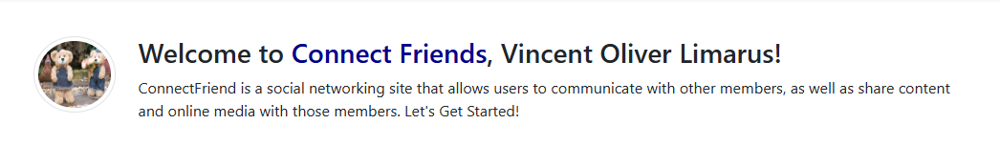 Welcome to Connect Friends, Vincent Oliver Limarus!
ConnectFriend is a social networking site that allows users to communicate with other members, as well as share content
and online media with those members. Let's Get Started!